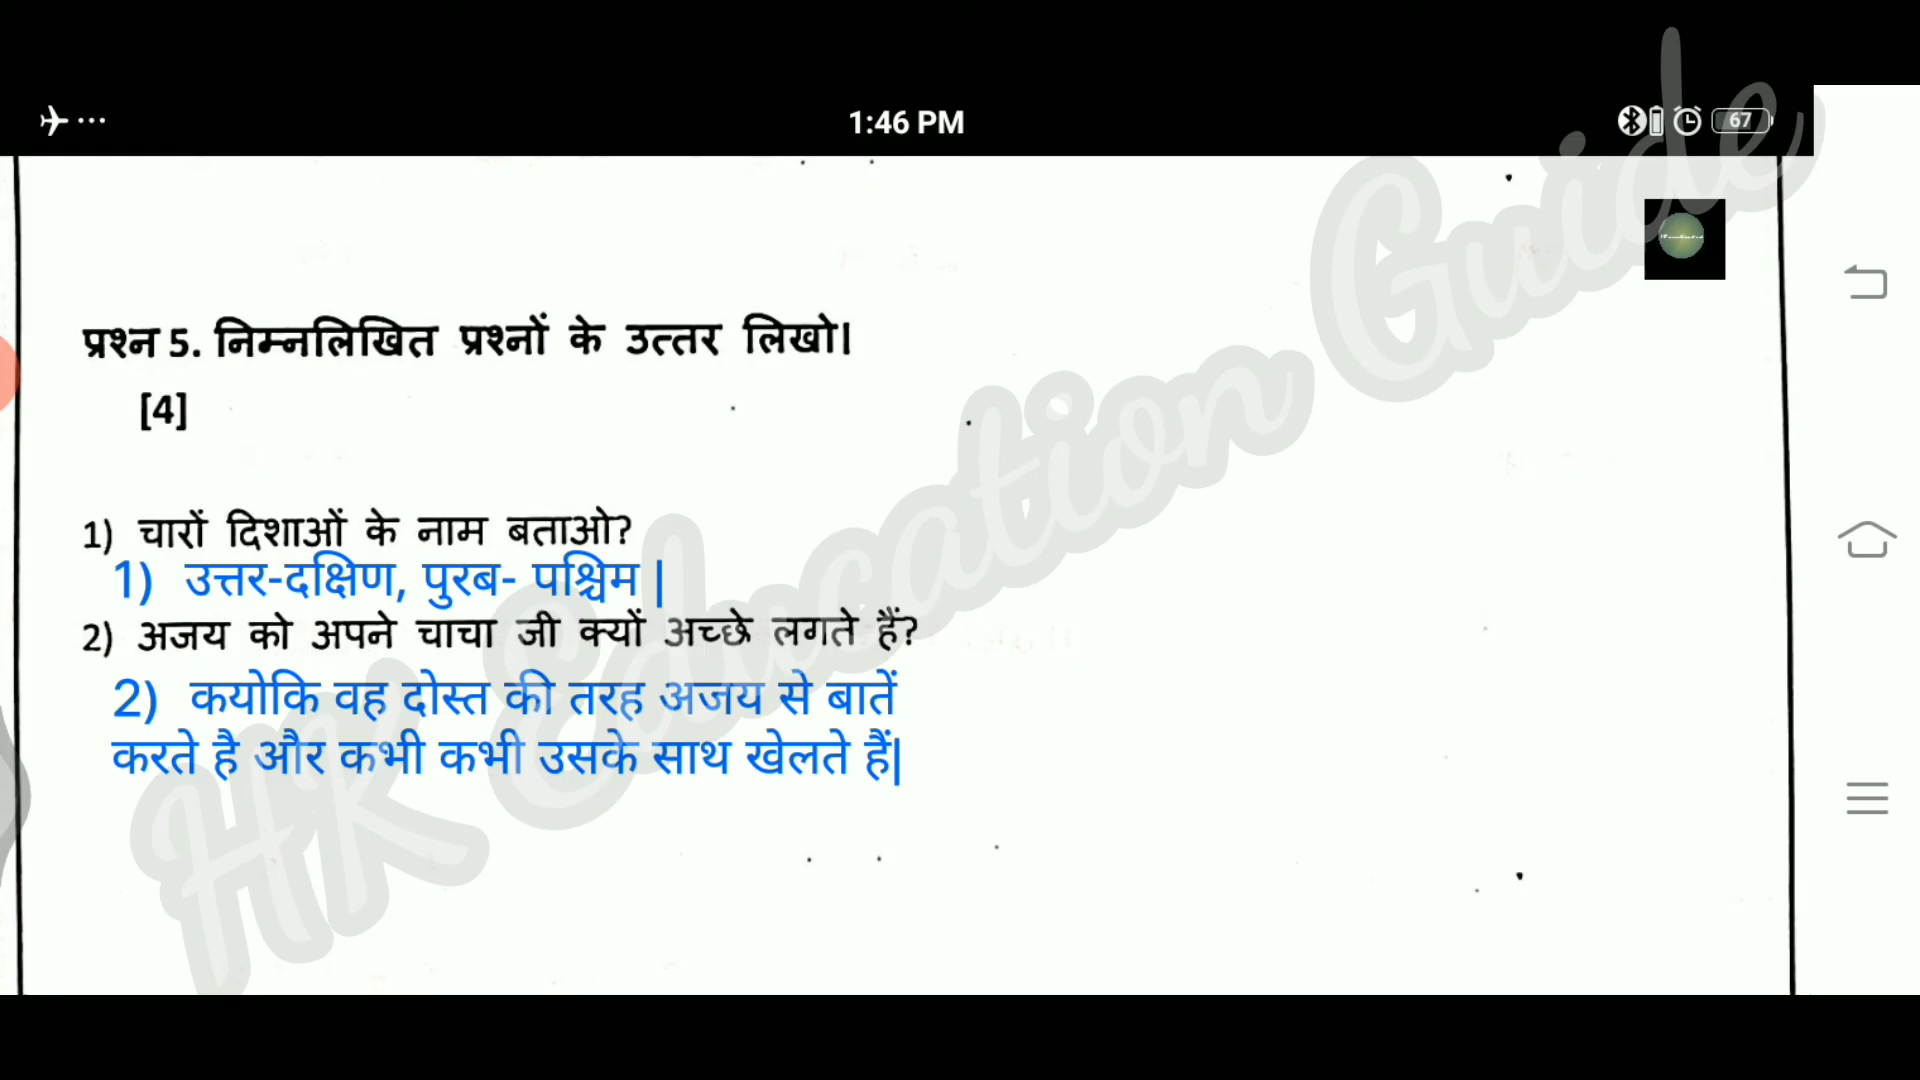 1:46 PM
67
प्रश्न 5. निम्नलिखित प्रश्नों के उत्तर लिखो।
[4]
1) चारों दिशाओं के नाम बताओ?
1) उत्तर-दक्षिण, पुरब- पश्चिम|
2) अजय को अपने चाचा जी क्यों अच्छे लगते हैं?
2) कयोकि वह दोस्त की तरह अजय से बातें
करते है और कभी कभी उसके साथ खेलते हैं|
HK Education Guide